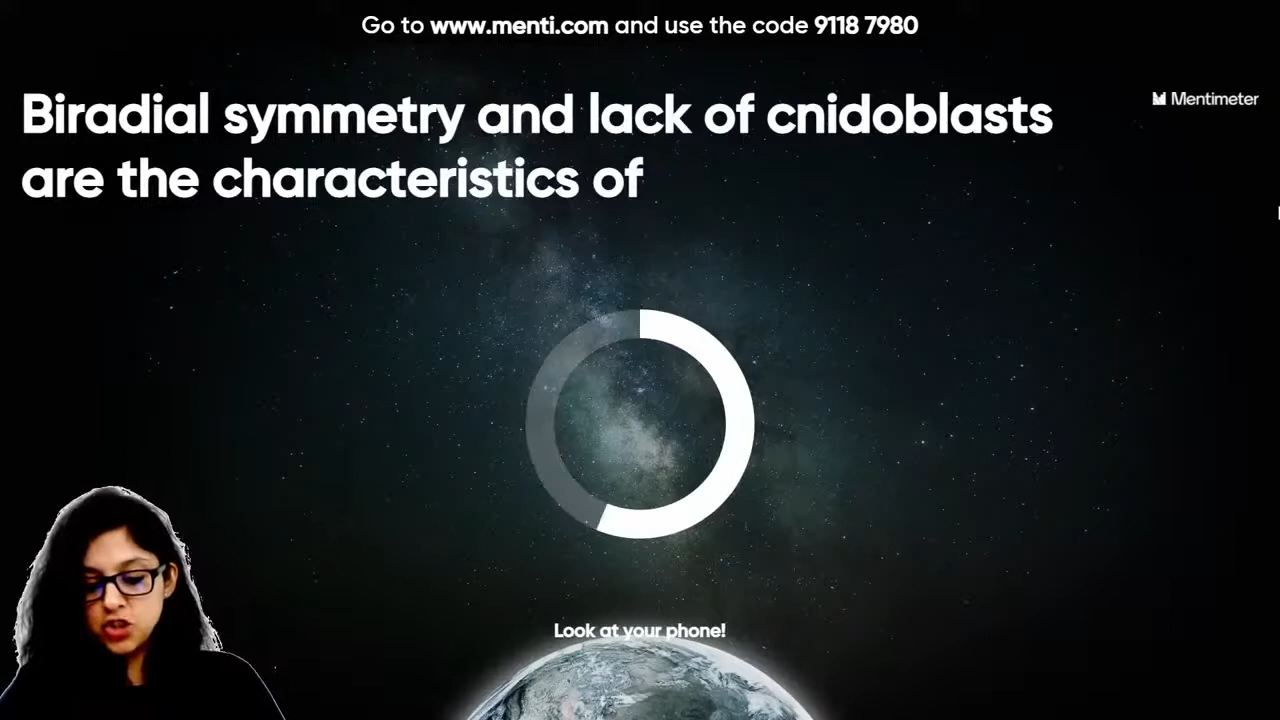 Go to www.menti.com and use the code 9118 7980
Biradial symmetry and lack of cnidoblasts
are the characteristics of
Mentimeter
Look at your phone!